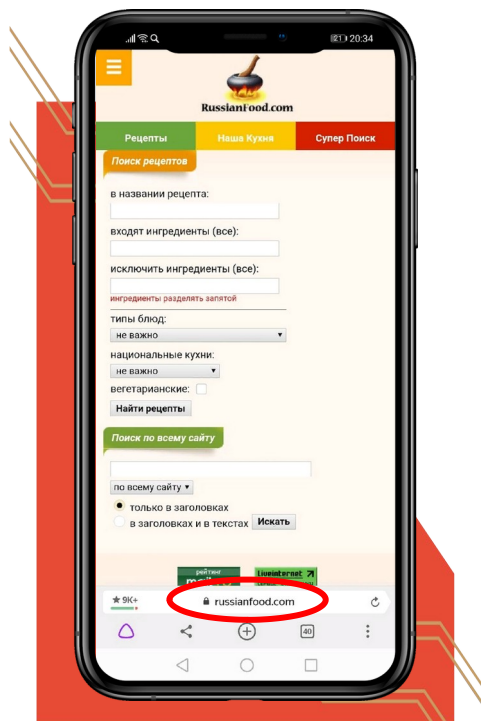 20:34
RussianFood.com
Рецепты
Наша Кухня
Супер Поиск
Поиск рецептов
в названии рецепта:
входят ингредиенты (все):
исключить ингредиенты (все):
ингредиенты разделять запятой
типы блюд:
не важно
национальные кухни:
не важно
вегетарианские:
Найти рецепты
Поиск по всему сайту
по всему сайту
только в заголовках
в заголовках и в текстах Искать
рейтинг
Liveinternet
★ 9K+ russianfood.com
40